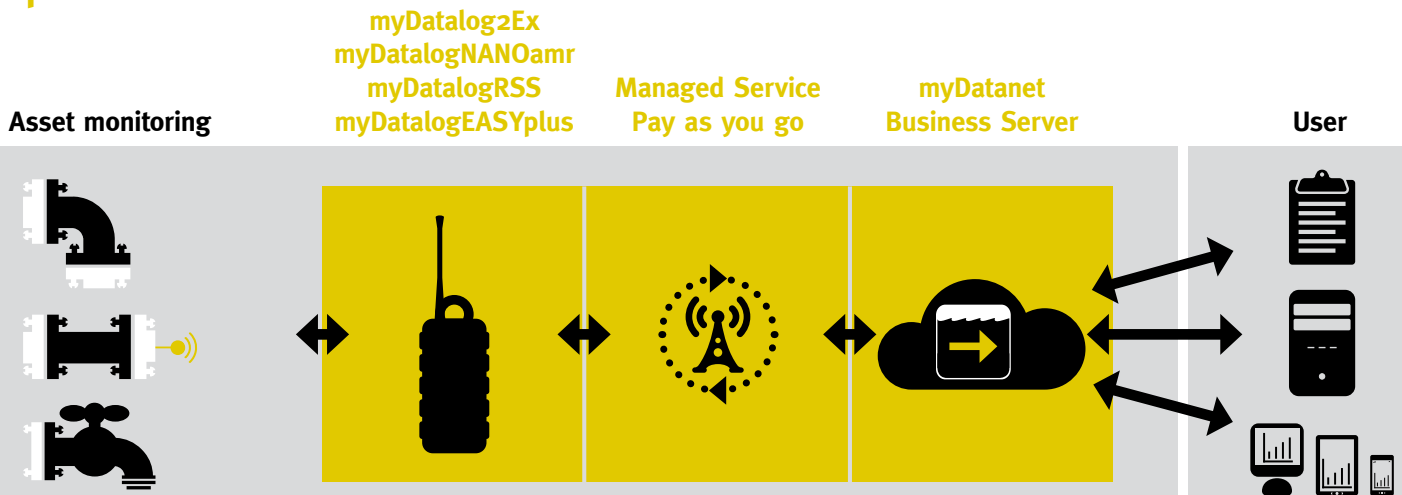 Asset monitoring
myDatalog2Ex
myDatalogNANOamr
myDatalogRSS
myDatalogEASYplus
Managed Service
Pay as you go
myDatanet
Business Server
User